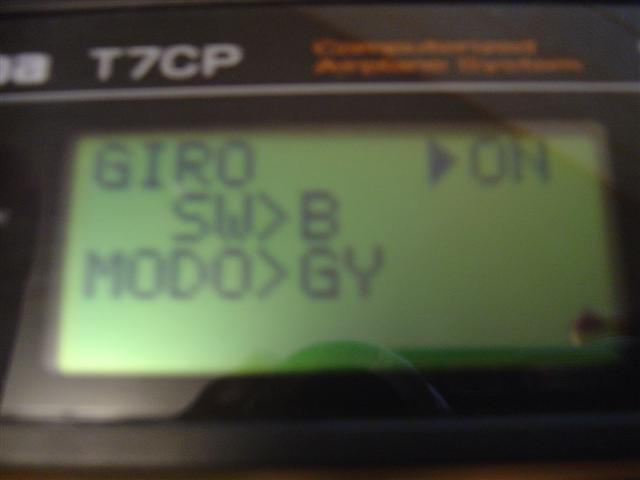 T7CP
Computerized
Airplane System
GIRO ▶ON
SW>B
MODO>GY